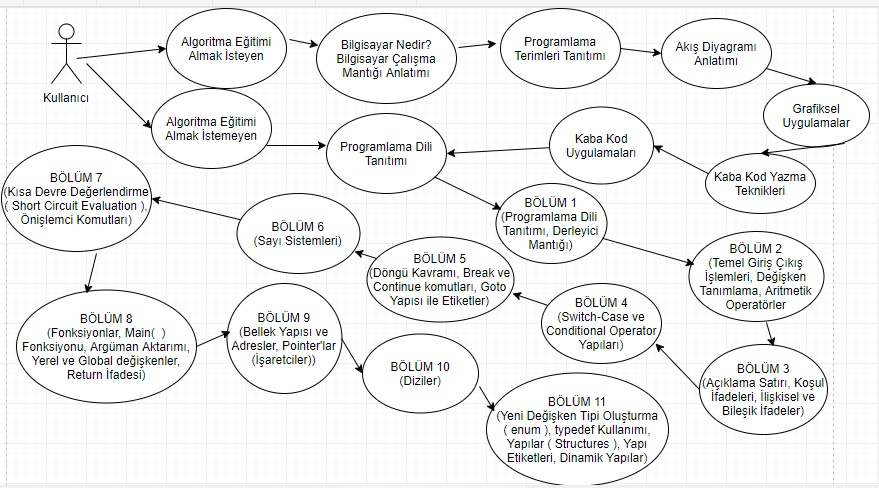 Kullanıcı
Algoritma Eğitimi
Almak İsteyen
Bilgisayar Nedir?
Bilgisayar Çalışma
Mantığı Anlatımı
Programlama
Terimleri Tanıtımı
Akış Diyagramı
Anlatımı
Grafiksel
Uygulamalar
Kaba Kod Yazma
Teknikleri
Kaba Kod
Uygulamaları
Algoritma Eğitimi
Almak İstemeyen
Programlama Dili
Tanıtımı
BÖLÜM 1
(Programlama Dili
Tanıtımı, Derleyici
Mantığı)
BÖLÜM 2
(Temel Giriş Çıkış
İşlemleri, Değişken
Tanımlama, Aritmetik
Operatörler
BÖLÜM 3
(Açıklama Satırı, Koşul
İfadeleri, İlişkisel ve
Bileşik İfadeler)
BÖLÜM 4
(Switch-Case ve
Conditional Operator
Yapıları)
BÖLÜM 5
(Döngü Kavramı, Break ve
Continue komutları, Goto
Yapısı ile Etiketler)
BÖLÜM 6
(Sayı Sistemleri)
BÖLÜM 7
(Kısa Devre Değerlendirme
( Short Circuit Evaluation ),
Önişlemci Komutları)
BÖLÜM 8
(Fonksiyonlar, Main( )
Fonksiyonu, Argüman Aktarımı,
Yerel ve Global değişkenler,
Return İfadesi)
BÖLÜM 9
(Bellek Yapısı ve
Adresler, Pointer'lar
(İşaretciler))
BÖLÜM 10
(Diziler)
BÖLÜM 11
(Yeni Değişken Tipi Oluşturma
( enum ), typedef Kullanımı,
Yapılar ( Structures ), Yapı
Etiketleri, Dinamik Yapılar)